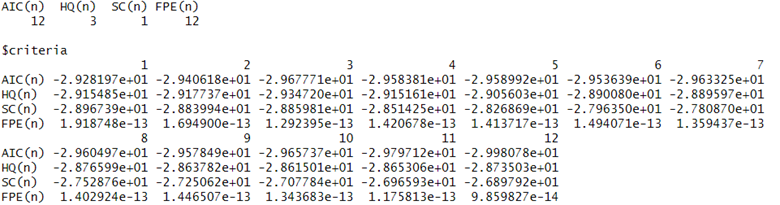 AIC(n) HQ(n) SC(n) FPE(n)
12 3 1 12
$criteria
1 2 3 4 5 6 7
AIC(n) -2.928197e+01 -2.940618e+01 -2.967771e+01 -2.958381e+01 -2.958992e+01 -2.953639e+01 -2.963325e+01
HQ(n) -2.915485e+01 -2.917737e+01 -2.934720e+01 -2.915161e+01 -2.905603e+01 -2.890080e+01 -2.889597e+01
SC(n) -2.896739e+01 -2.883994e+01 -2.885981e+01 -2.851425e+01 -2.826869e+01 -2.796350e+01 -2.780870e+01
FPE(n) 1.918748e-13 1.694900e-13 1.292395e-13 1.420678e-13 1.413717e-13 1.494071e-13 1.359437e-13
8 9 10 11 12
AIC(n) -2.960497e+01 -2.957849e+01 -2.965737e+01 -2.979712e+01 -2.998078e+01
HQ(n) -2.876599e+01 -2.863782e+01 -2.861501e+01 -2.865306e+01 -2.873503e+01
SC(n) -2.752876e+01 -2.725062e+01 -2.707784e+01 -2.696593e+01 -2.689792e+01
FPE(n) 1.402924e-13 1.446507e-13 1.343683e-13 1.175813e-13 9.859827e-14